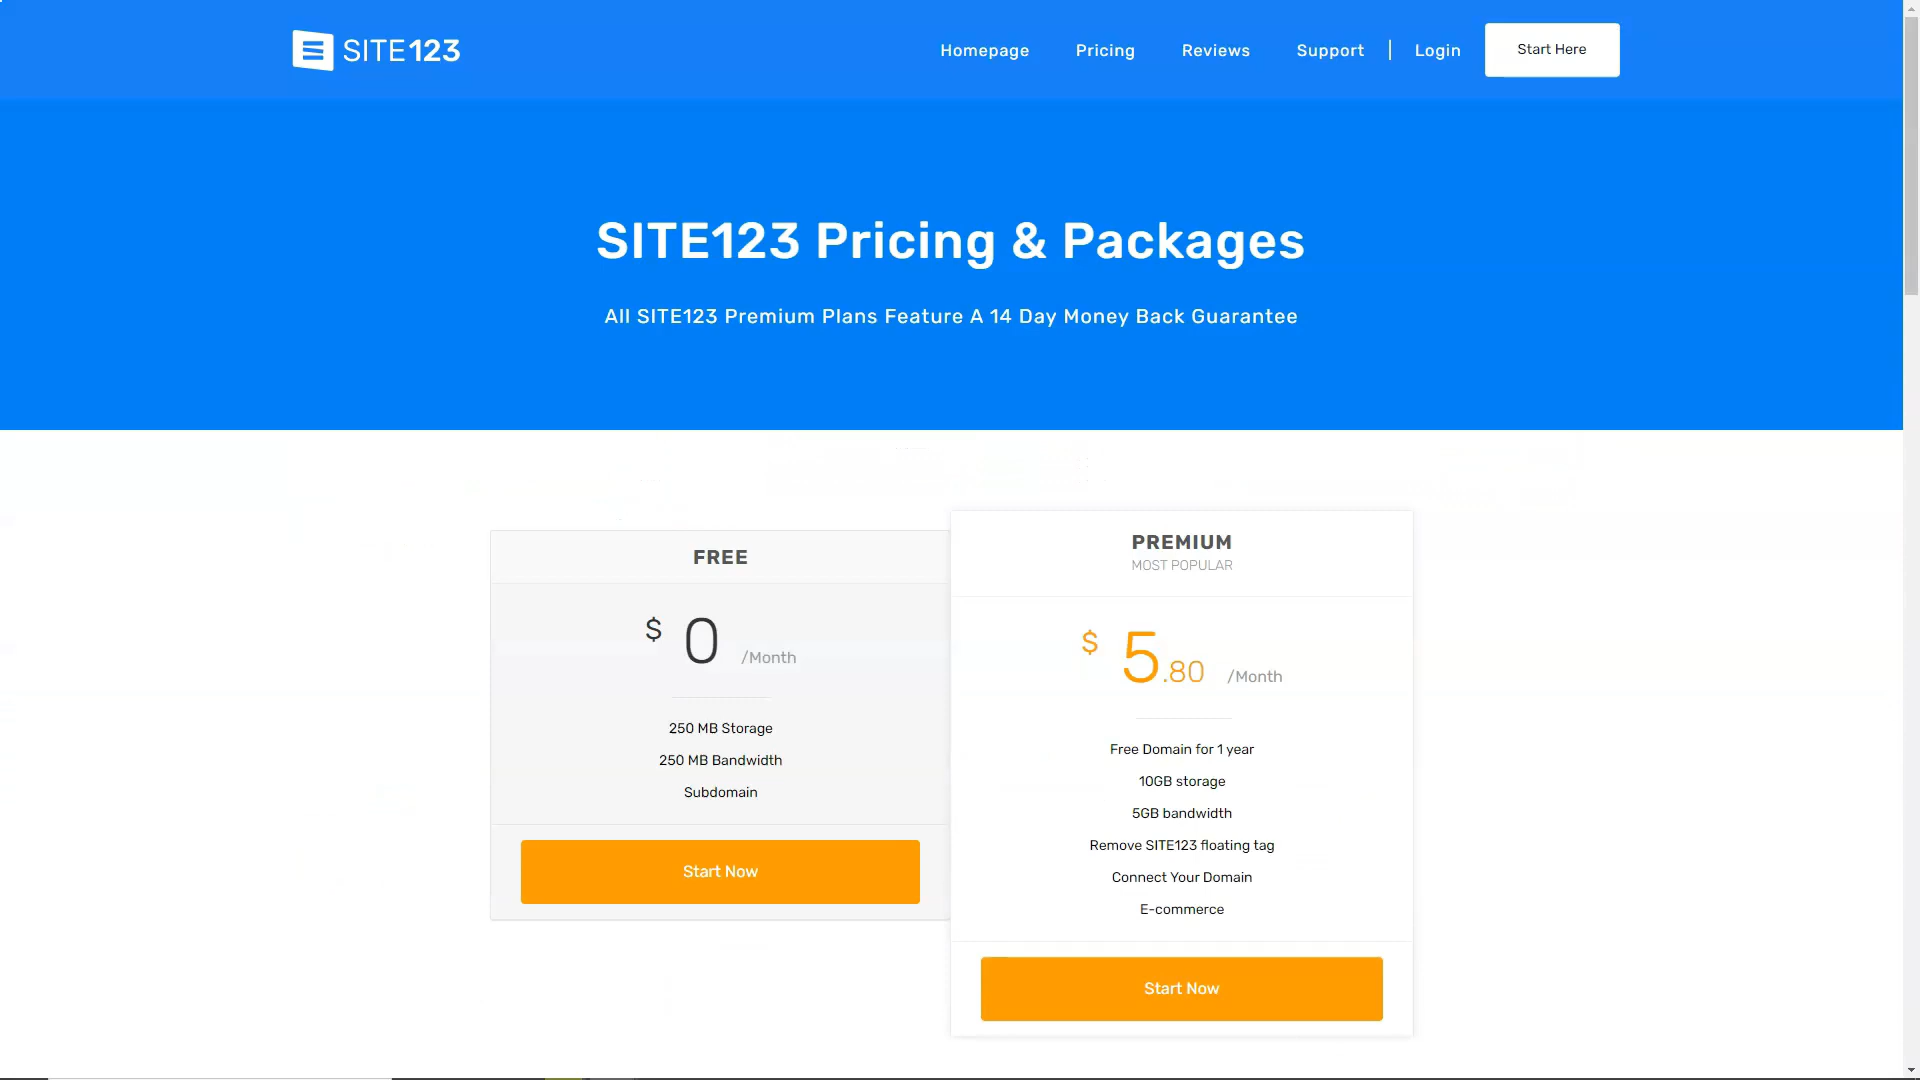 SITE123
Homepage
Pricing
Reviews
Support
Login
Start Here
SITE123 Pricing & Packages
All SITE123 Premium Plans Feature A 14 Day Money Back Guarantee
FREE
$ 0 /Month
250 MB Storage
250 MB Bandwidth
Subdomain
Start Now
PREMIUM
MOST POPULAR
$ 5.80 /Month
Free Domain for 1 year
10GB storage
5GB bandwidth
Remove SITE123 floating tag
Connect Your Domain
E-commerce
Start Now